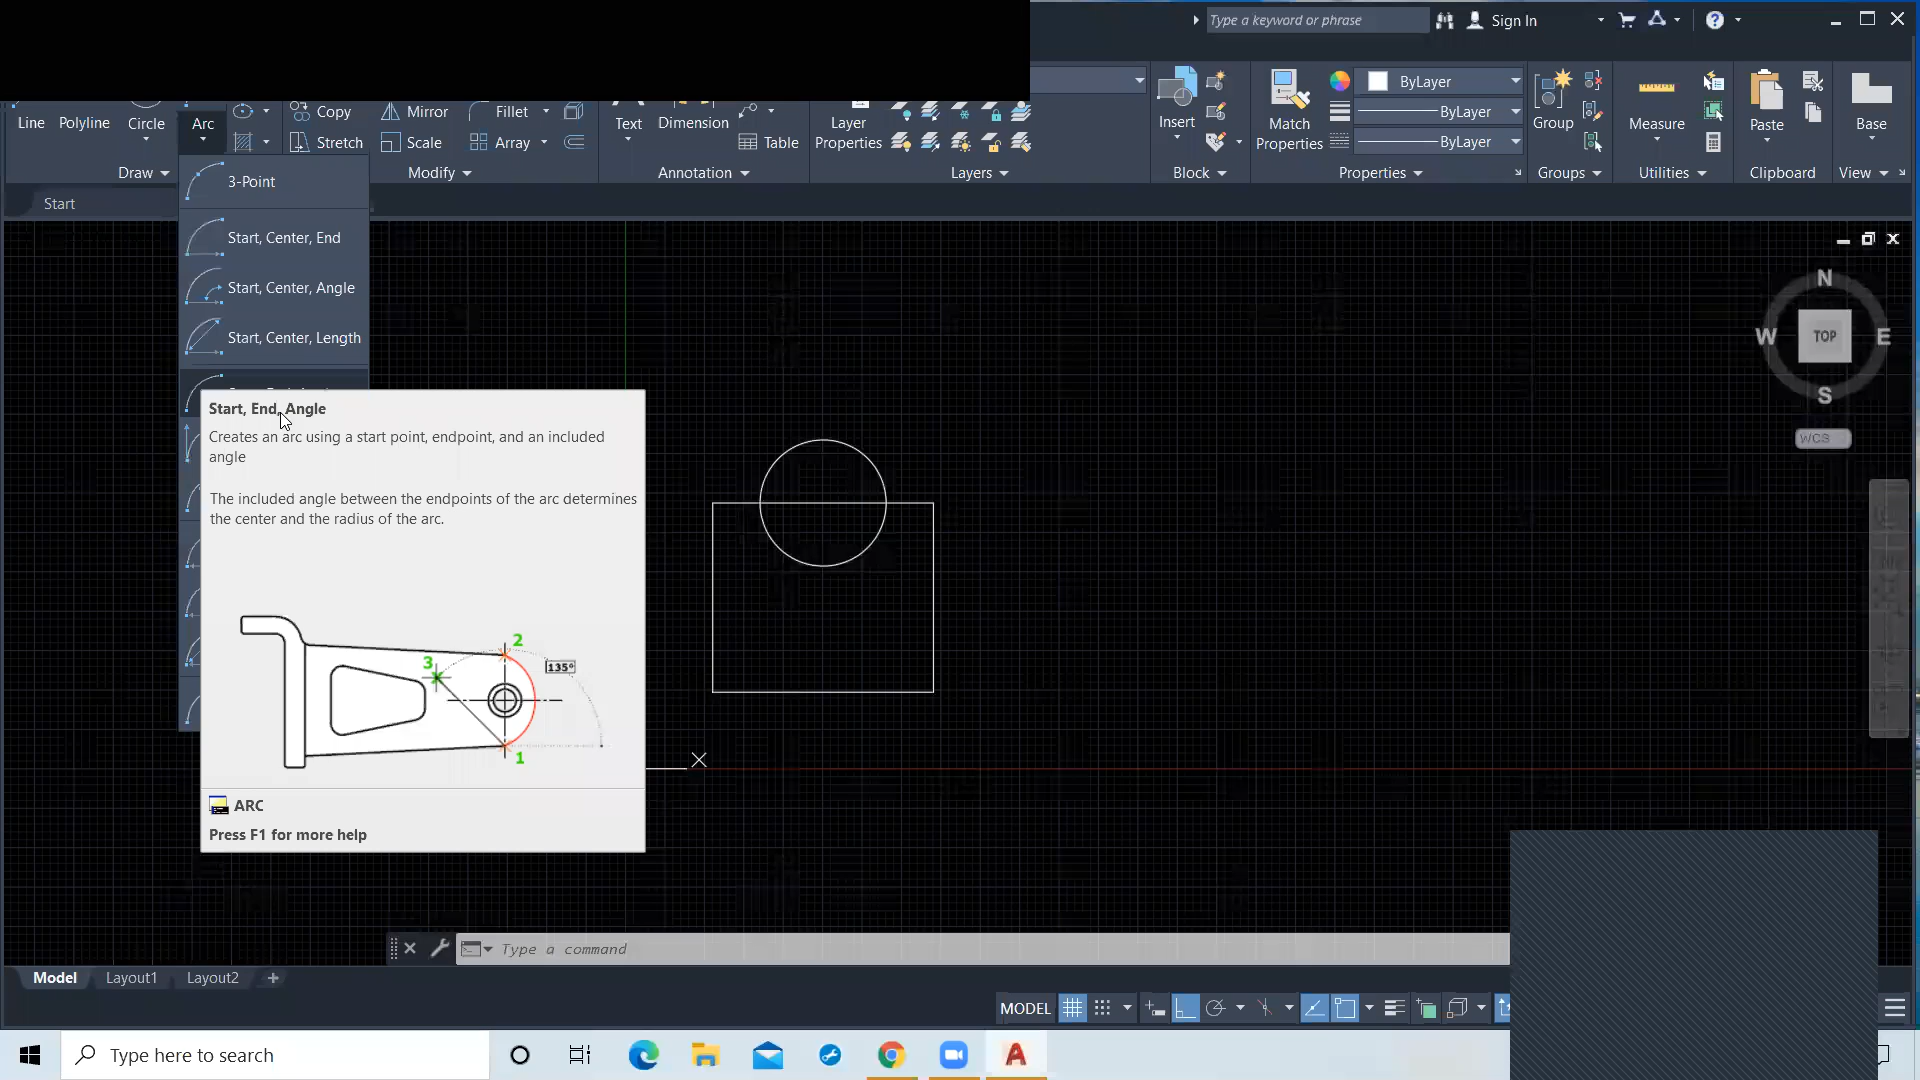 Type a keyword or phrase
Sign In
Line
Polyline
Circle
Arc
Copy
Mirror
Fillet
Stretch
Scale
Array
Text
Dimension
Table
Layer
Properties
Insert
Match
Properties
ByLayer
ByLayer
ByLayer
Group
Measure
Paste
Base
Draw
Modify
Annotation
Layers
Block
Properties
Groups
Utilities
Clipboard
View
Start
3-Point
Start, Center, End
Start, Center, Angle
Start, Center, Length
Start, End, Angle
Creates an arc using a start point, endpoint, and an included
angle
The included angle between the endpoints of the arc determines
the center and the radius of the arc.
2
3
135°
1
ARC
Press F1 for more help
N
W
TOP
E
S
WCS
Type a command
Model
Layout1
Layout2
MODEL
Type here to search